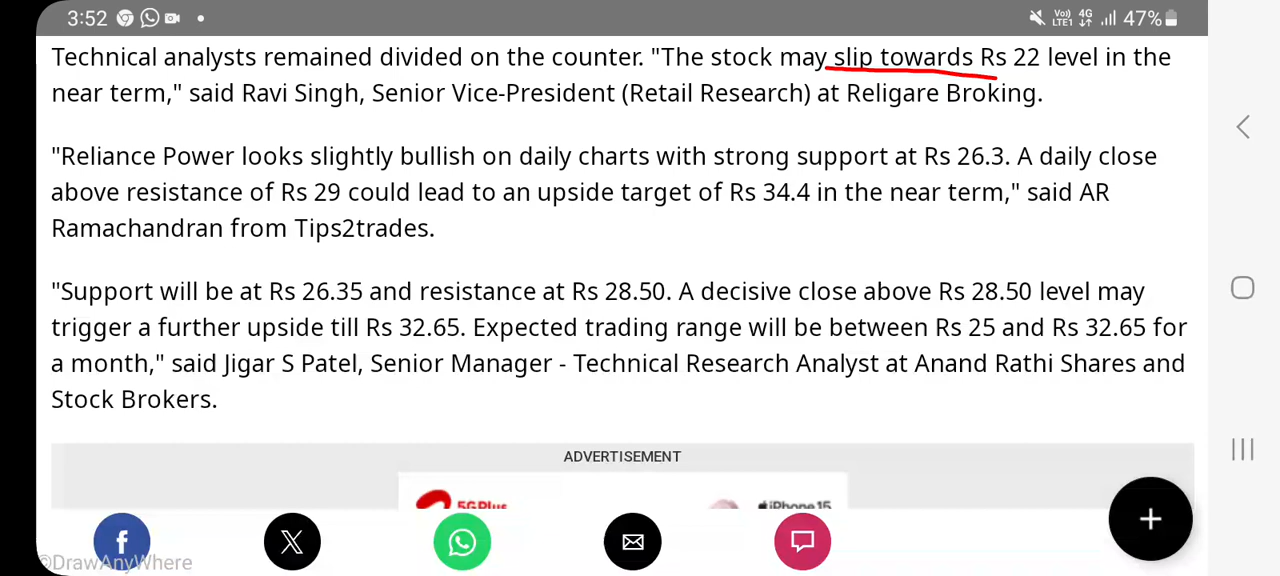 3:52
Vo)) 4G 47%
LTE1
Technical analysts remained divided on the counter. "The stock may slip towards Rs 22 level in the
near term," said Ravi Singh, Senior Vice-President (Retail Research) at Religare Broking.
"Reliance Power looks slightly bullish on daily charts with strong support at Rs 26.3. A daily close
above resistance of Rs 29 could lead to an upside target of Rs 34.4 in the near term," said AR
Ramachandran from Tips2trades.
"Support will be at Rs 26.35 and resistance at Rs 28.50. A decisive close above Rs 28.50 level may
trigger a further upside till Rs 32.65. Expected trading range will be between Rs 25 and Rs 32.65 for
a month," said Jigar S Patel, Senior Manager - Technical Research Analyst at Anand Rathi Shares and
Stock Brokers.
ADVERTISEMENT
5G Plus iPhone 15
©DrawAnyWhere